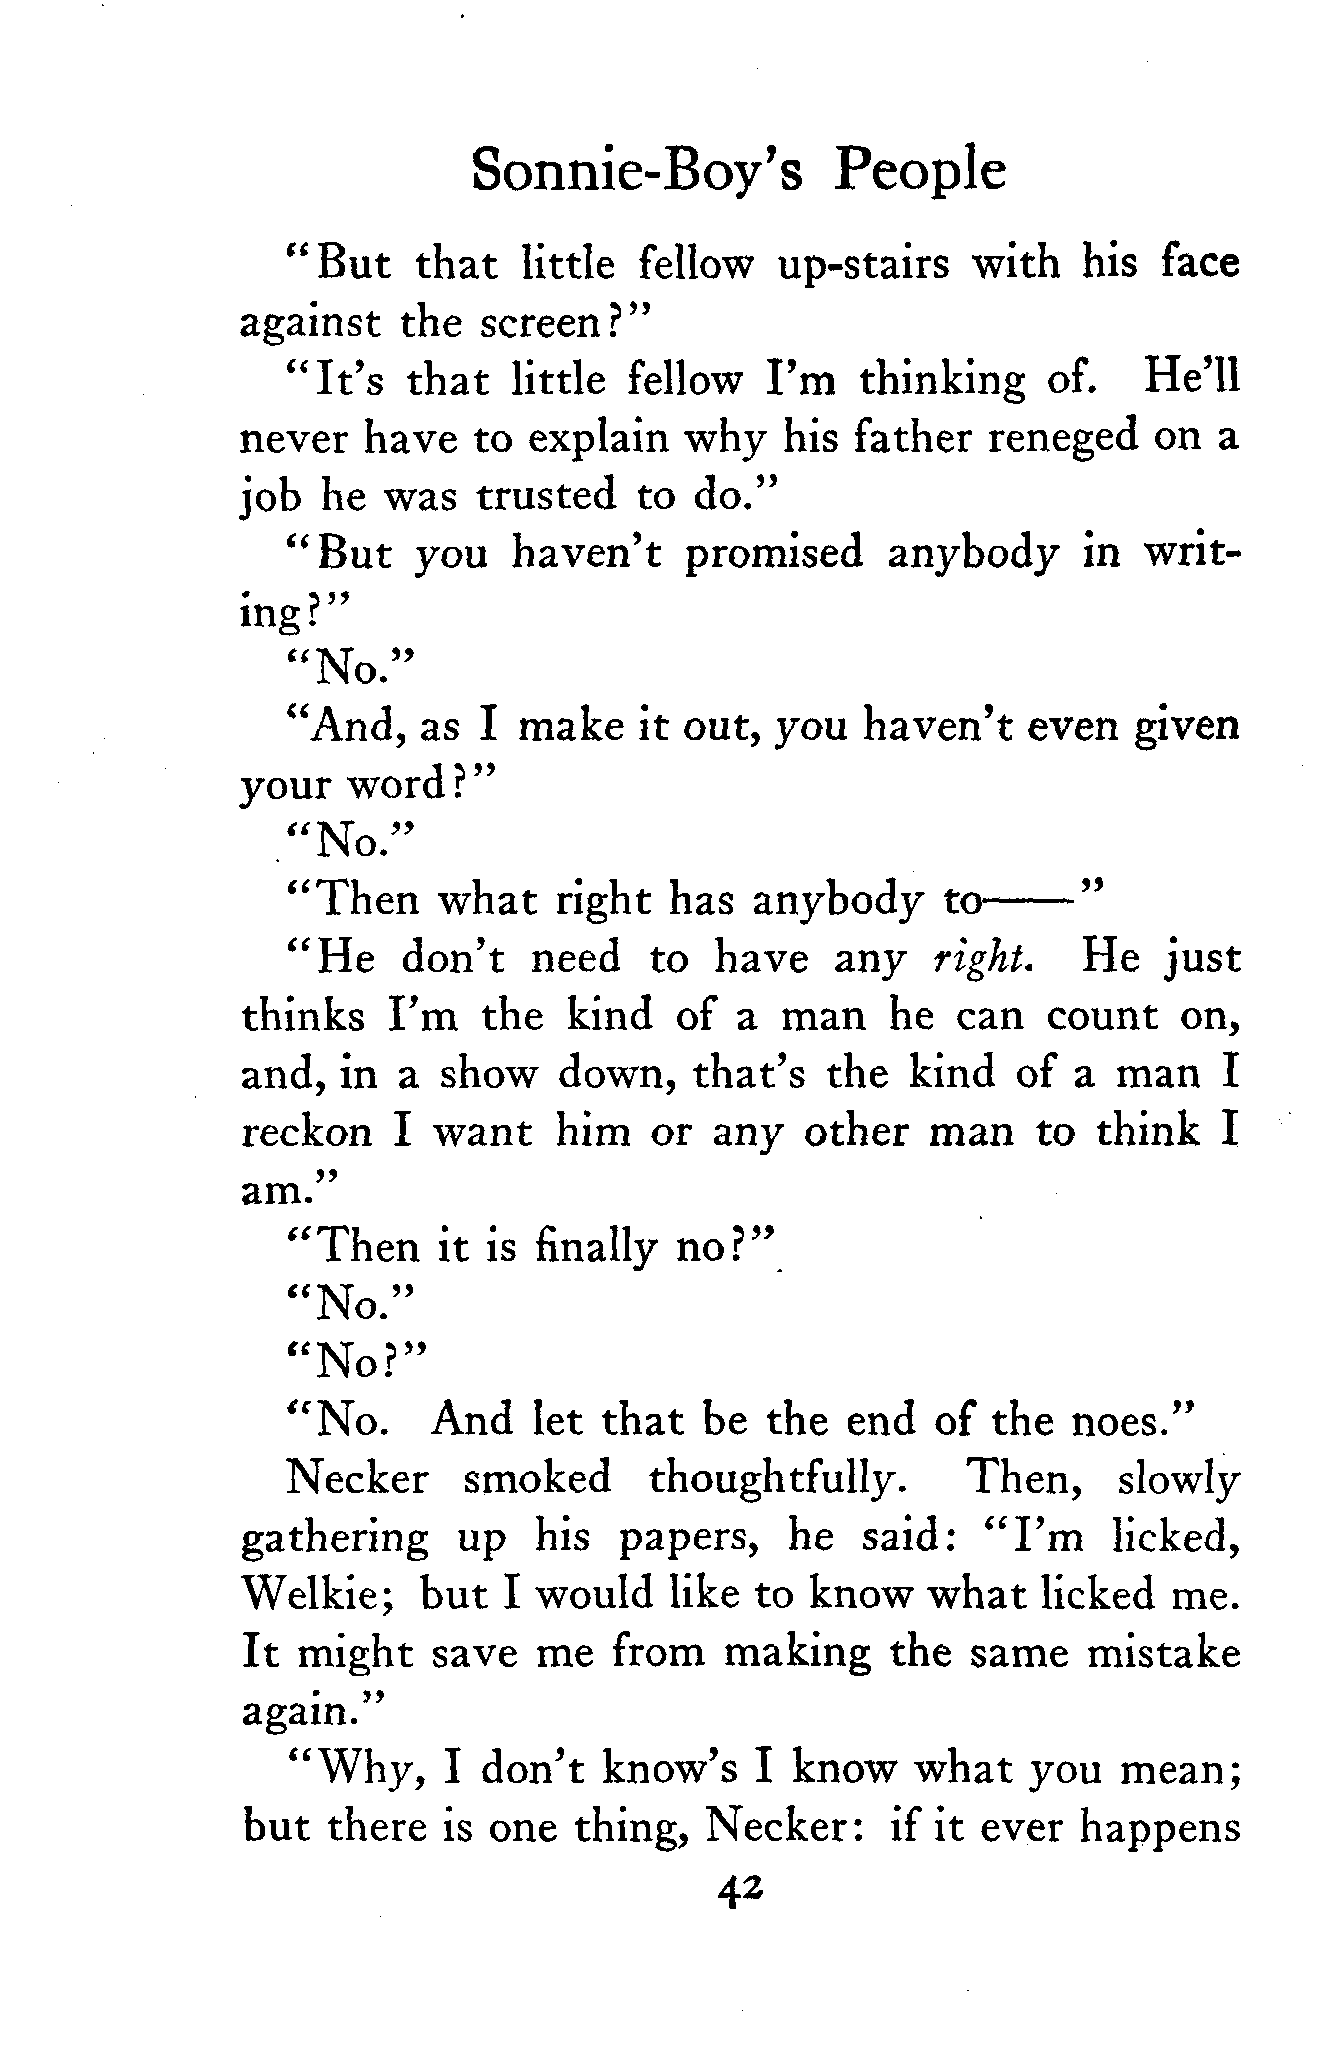 Sonnie-Boy's People
"But that little fellow up-stairs with his face
against the screen?"
"It's that little fellow I'm thinking of. He'll
never have to explain why his father reneged on a
job he was trusted to do."
"But you haven't promised anybody in writ-
ing?"
"No."
"And, as I make it out, you haven't even given
your word?"
"No."
"Then what right has anybody to——"
"He don't need to have any right. He just
thinks I'm the kind of a man he can count on,
and, in a show down, that's the kind of a man I
reckon I want him or any other man to think I
am."
"Then it is finally no?"
"No."
"No?"
"No. And let that be the end of the noes."
Necker smoked thoughtfully. Then, slowly
gathering up his papers, he said: "I'm licked,
Welkie; but I would like to know what licked me.
It might save me from making the same mistake
again."
"Why, I don't know's I know what you mean;
but there is one thing, Necker: if it ever happens
42